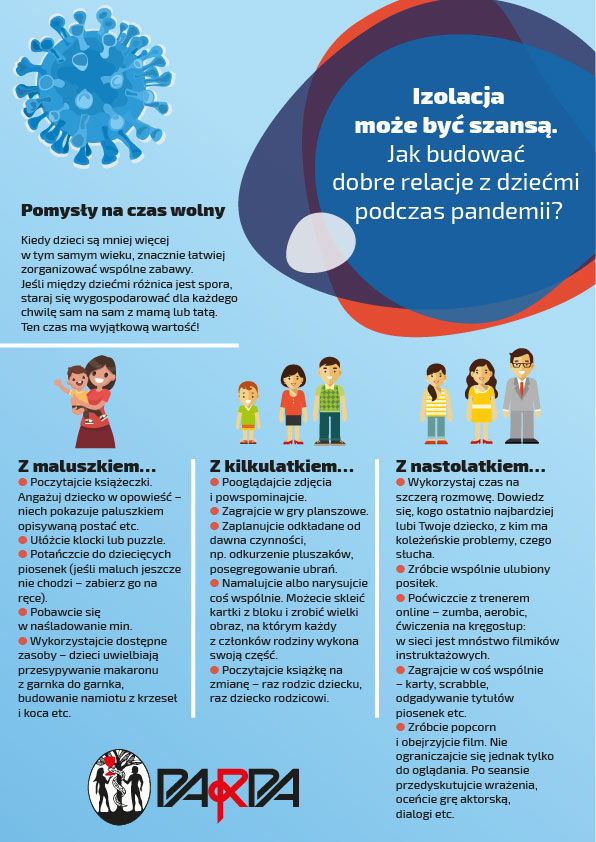 Izolacja
może być szansą.
Jak budować
dobre relacje z dziećmi
podczas pandemii?
Pomysły na czas wolny
Kiedy dzieci są mniej więcej
w tym samym wieku, znacznie łatwiej
zorganizować wspólne zabawy.
Jeśli między dziećmi różnica jest spora,
staraj się wygospodarować dla każdego
chwilę sam na sam z mamą lub tatą.
Ten czas ma wyjątkową wartość!
Z maluszkiem...
● Poczytajcie książeczki.
Angażuj dziecko w opowieść –
niech pokazuje paluszkiem
opisywaną postać etc.
● Ułóżcie klocki lub puzzle.
● Potańczcie do dziecięcych
piosenek (jeśli maluch jeszcze
nie chodzi – zabierz go na
ręce).
● Pobawcie się
w naśladowanie min.
● Wykorzystajcie dostępne
zasoby – dzieci uwielbiają
przesypywanie makaronu
z garnka do garnka,
budowanie namiotu z krzeseł
i koca etc.
Z kilkulatkiem...
● Pooglądajcie zdjęcia
i powspominajcie.
● Zagrajcie w gry planszowe.
● Zaplanujcie odkładane od
dawna czynności,
np. odkurzenie pluszaków,
posegregowanie ubrań.
● Namalujcie albo narysujcie
coś wspólnie. Możecie skleić
kartki z bloku i zrobić wielki
obraz, na którym każdy
z członków rodziny wykona
swoją część.
● Poczytajcie książkę na
zmianę – raz rodzic dziecku,
raz dziecko rodzicowi.
Z nastolatkiem...
● Wykorzystaj czas na
szczerą rozmowę. Dowiedz
się, kogo ostatnio najbardziej
lubi Twoje dziecko, z kim ma
koleżeńskie problemy, czego
słucha.
● Zróbcie wspólnie ulubiony
posiłek.
● Poćwiczcie z trenerem
online – zumba, aerobic,
ćwiczenia na kręgosłup:
w sieci jest mnóstwo filmików
instruktażowych.
● Zagrajcie w coś wspólnie
– karty, scrabble,
odgadywanie tytułów
piosenek etc.
● Zróbcie popcorn
i obejrzyjcie film. Nie
ograniczajcie się jednak tylko
do oglądania. Po seansie
przedyskutujcie wrażenia,
oceńcie grę aktorską,
dialogi etc.
PARPA